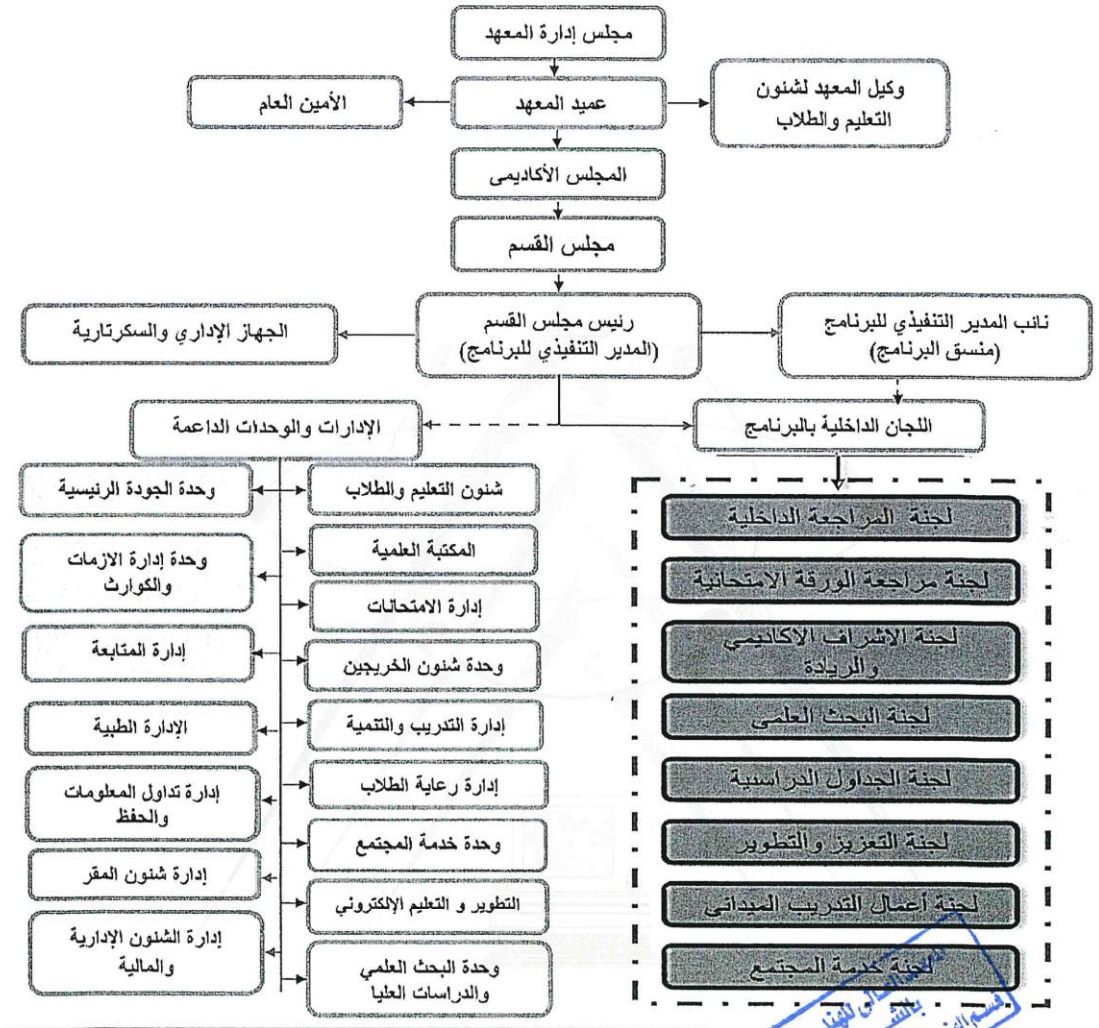 مجلس إدارة المعهد
وكيل المعهد لشئون
التعليم والطلاب
عميد المعهد
الأمين العام
المجلس الأكاديمى
مجلس القسم
نائب المدير التنفيذي للبرنامج
(منسق البرنامج)
رئيس مجلس القسم
(المدير التنفيذي للبرنامج)
الجهاز الإداري والسكرتارية
اللجان الداخلية بالبرنامج
الإدارات والوحدات الداعمة
لجنة المراجعة الداخلية
لجنة مراجعة الورقة الامتحانية
لجنة الاشراف الاكاديمي
والريادة
لجنة البحث العلمى
لجنة الجداول الدراسية
لجنة التعزيز والتطوير
لجنة أعمال التدريب الميدانى
لجنة خدمة المجتمع
شئون التعليم والطلاب
المكتبة العلمية
إدارة الامتحانات
وحدة شئون الخريجين
إدارة التدريب والتنمية
إدارة رعاية الطلاب
وحدة خدمة المجتمع
التطوير و التعليم الإلكتروني
وحدة البحث العلمي
والدراسات العليا
وحدة الجودة الرئيسية
وحدة إدارة الازمات
والكوارث
إدارة المتابعة
الإدارة الطبية
إدارة تداول المعلومات
والحفظ
إدارة شئون المقر
إدارة الشئون الإدارية
والمالية